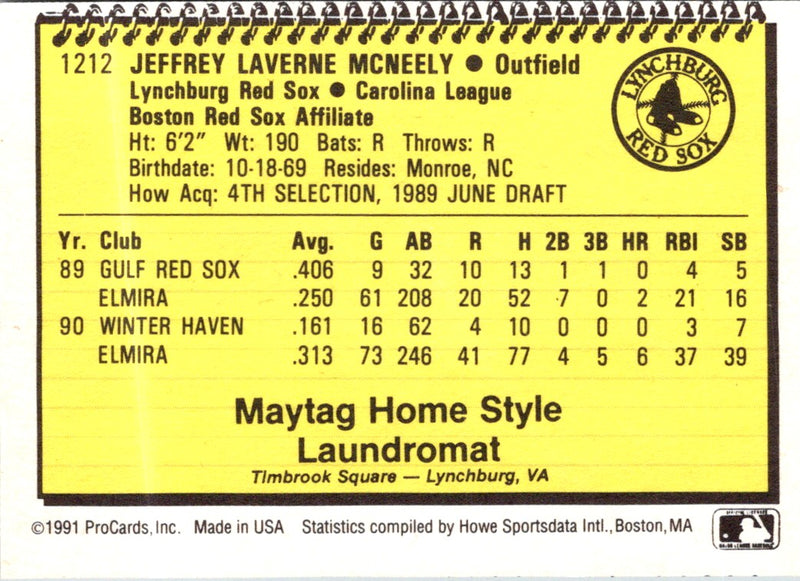 1212 JEFFREY LAVERNE MCNEELY ● Outfield
Lynchburg Red Sox ● Carolina League
Boston Red Sox Affiliate
Ht: 6'2" Wt: 190 Bats: R Throws: R
Birthdate: 10-18-69 Resides: Monroe, NC
How Acq: 4TH SELECTION, 1989 JUNE DRAFT
LYNCHBURG
RED SOX
Yr. Club Avg. G AB R H 2B 3B HR RBI SB
89 GULF RED SOX .406 9 32 10 13 1 1 0 4 5
ELMIRA .250 61 208 20 52 7 0 2 21 16
90 WINTER HAVEN .161 16 62 4 10 0 0 0 3 7
ELMIRA .313 73 246 41 77 4 5 6 37 39
Maytag Home Style
Laundromat
Timbrook Square — Lynchburg, VA
©1991 ProCards, Inc. Made in USA Statistics compiled by Howe Sportsdata Intl., Boston, MA